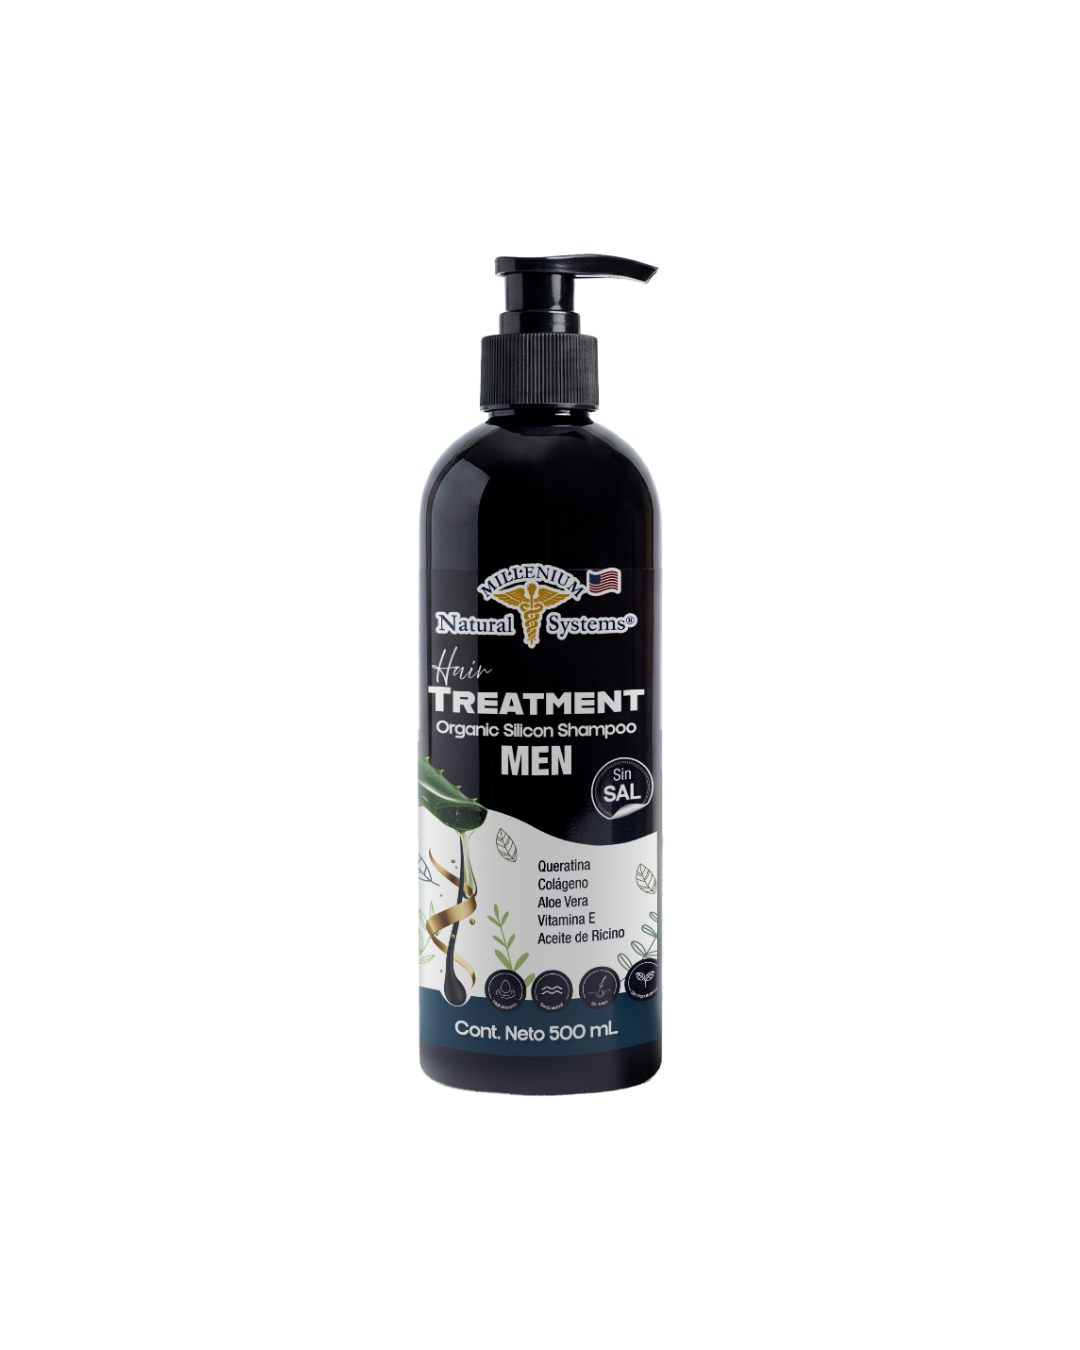 MILLENIUM
Natural Systems®
Hair
TREATMENT
Organic Silicon Shampoo
MEN
Sin
SAL
Queratina
Colágeno
Aloe Vera
Vitamina E
Aceite de Ricino
Cont. Neto 500 mL